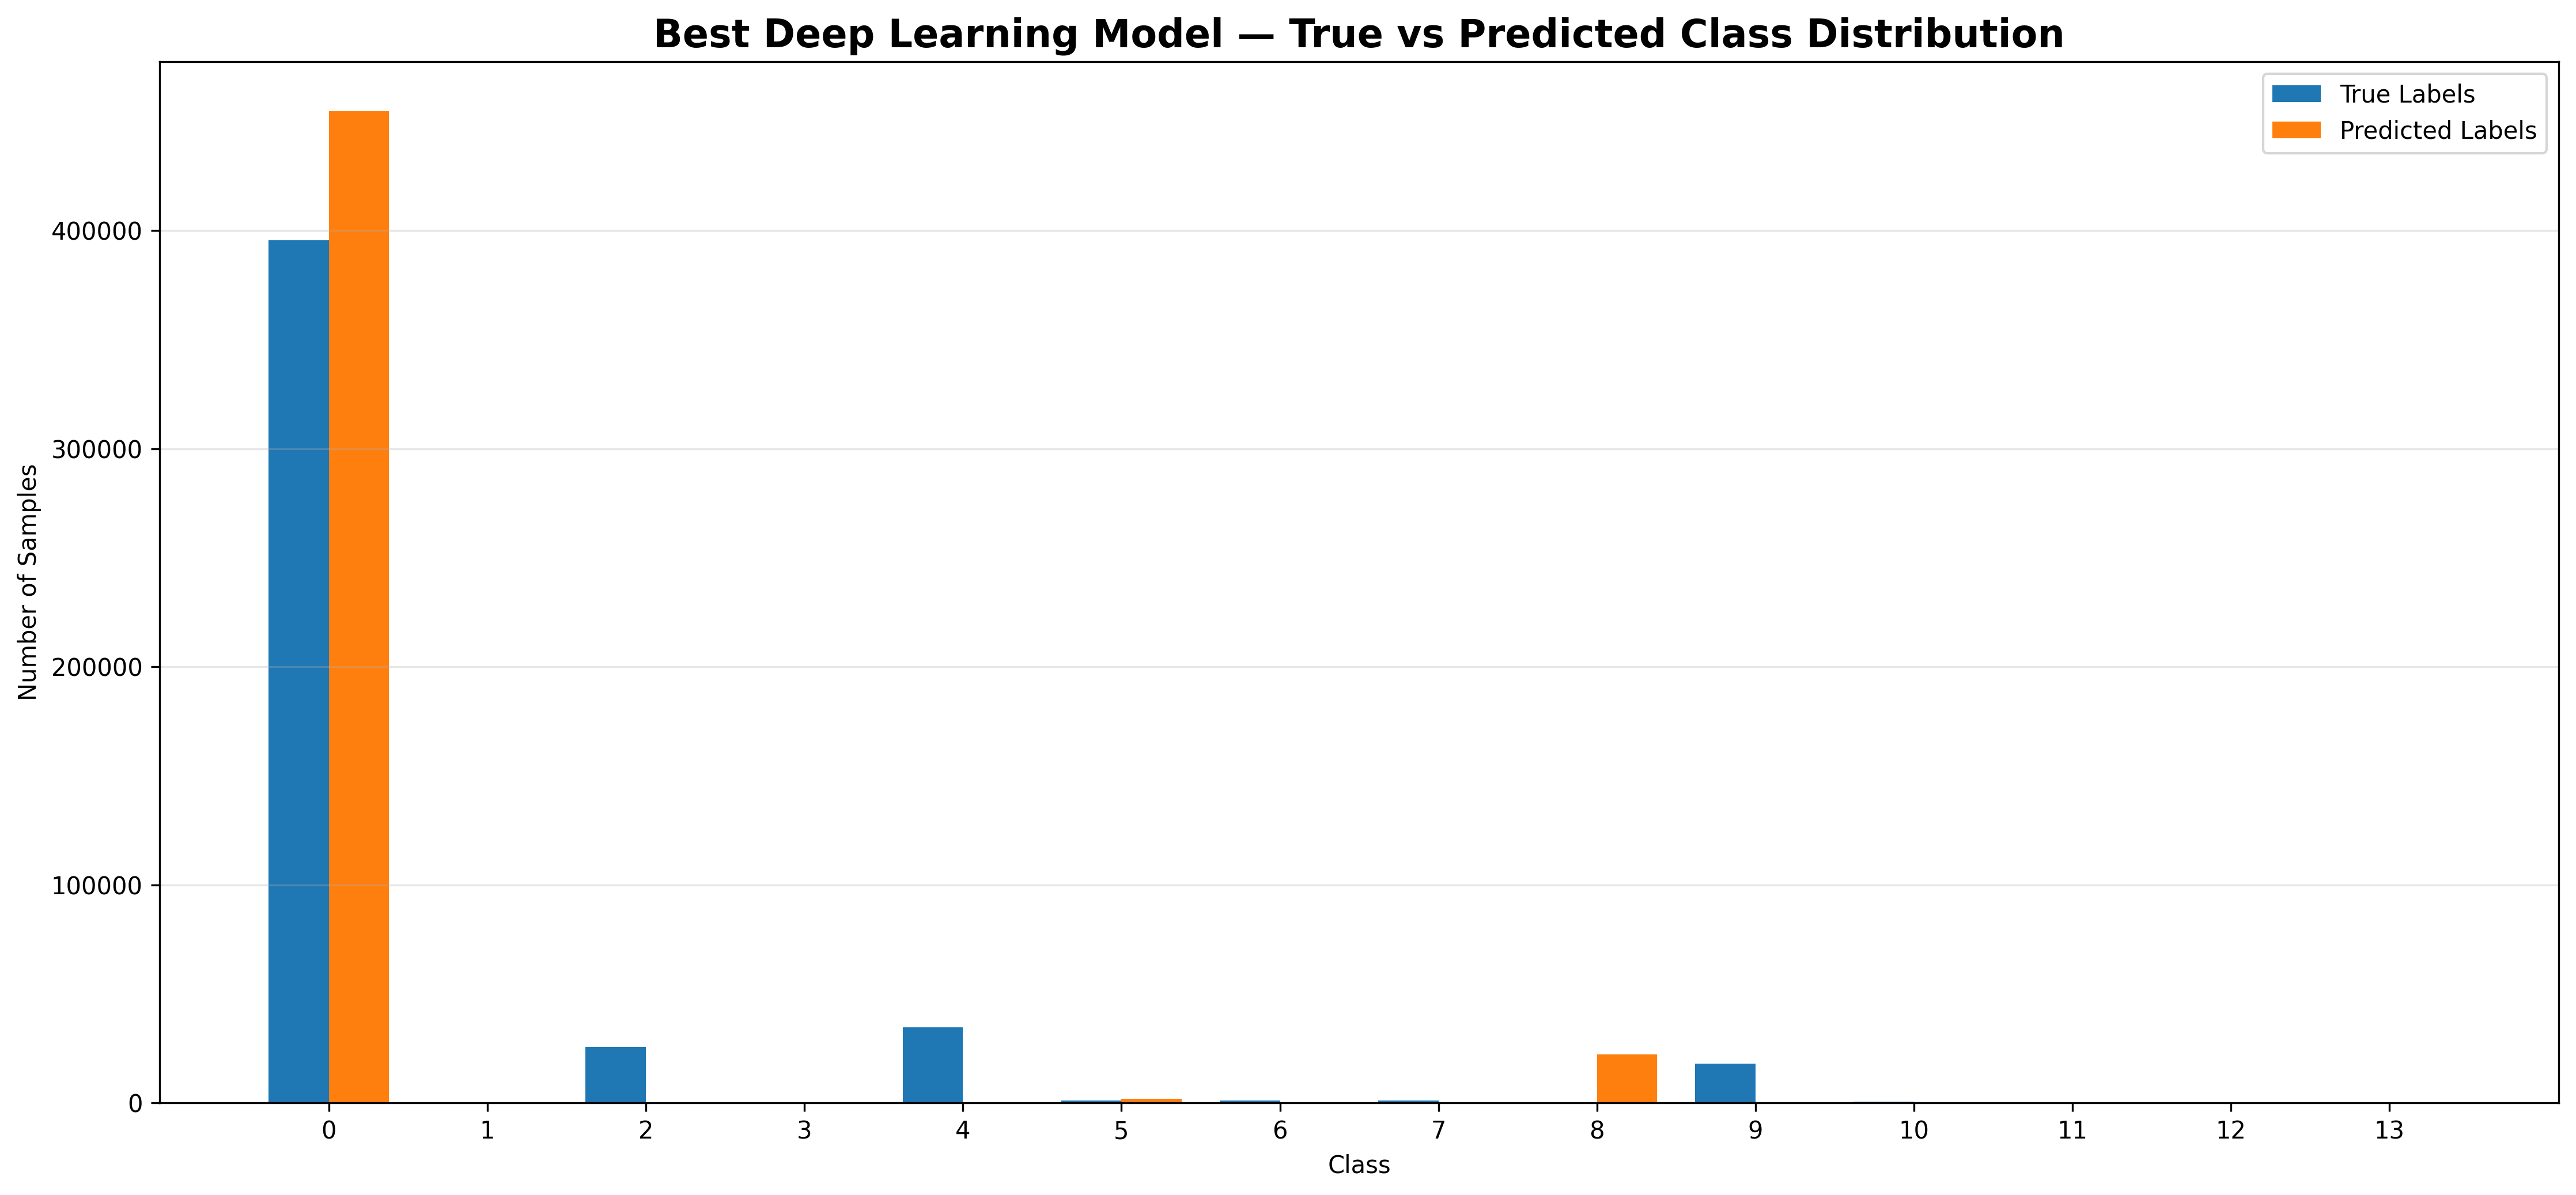 Best Deep Learning Model — True vs Predicted Class Distribution
True Labels
Predicted Labels
Number of Samples
400000
300000
200000
100000
0
0 1 2 3 4 5 6 7 8 9 10 11 12 13
Class